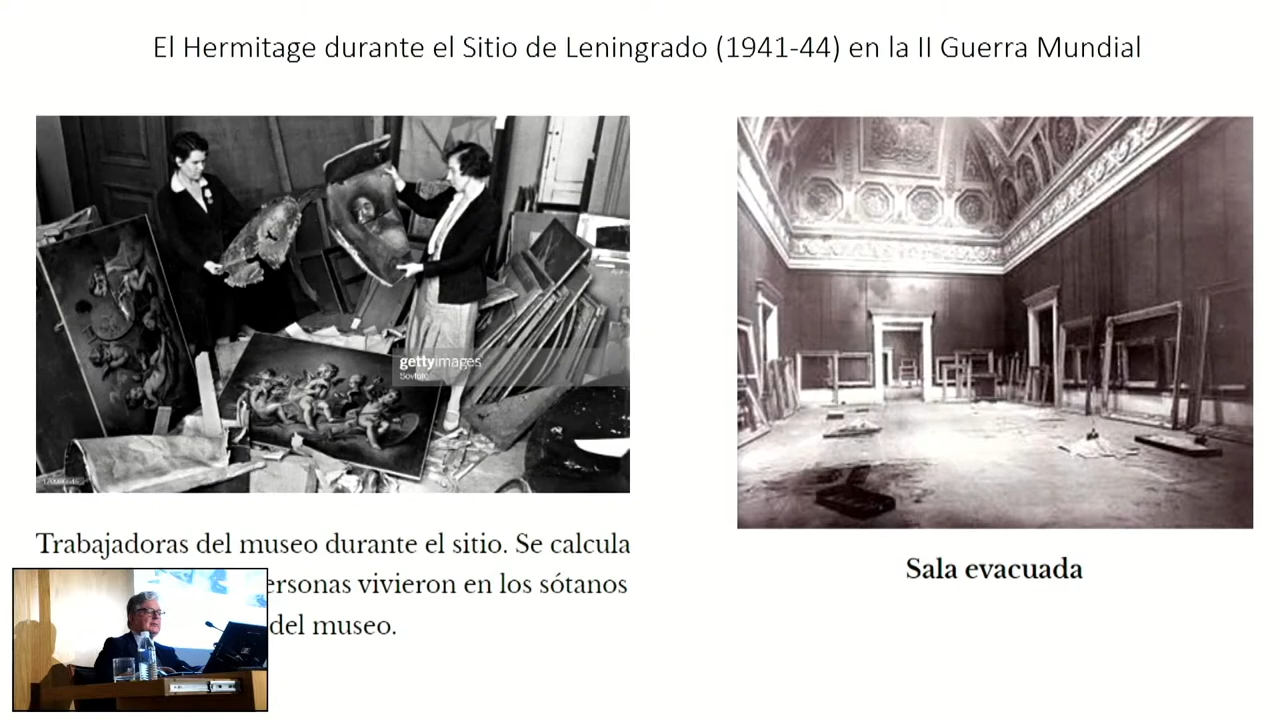 El Hermitage durante el Sitio de Leningrado (1941-44) en la II Guerra Mundial
gettyimages
Sovfoto
Trabajadoras del museo durante el sitio. Se calcula
ersonas vivieron en los sótanos
del museo.
Sala evacuada